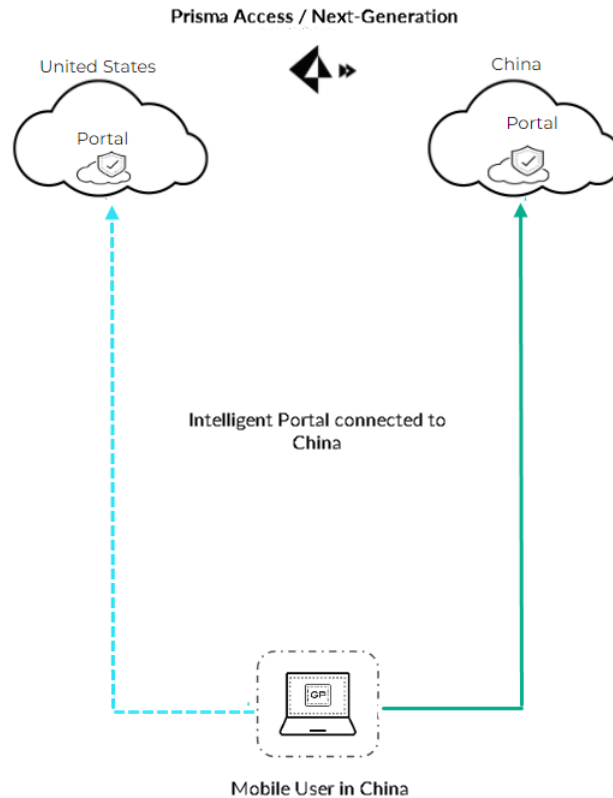 Prisma Access / Next-Generation
United States
China
Portal
Portal
Intelligent Portal connected to
China
GP
Mobile User in China